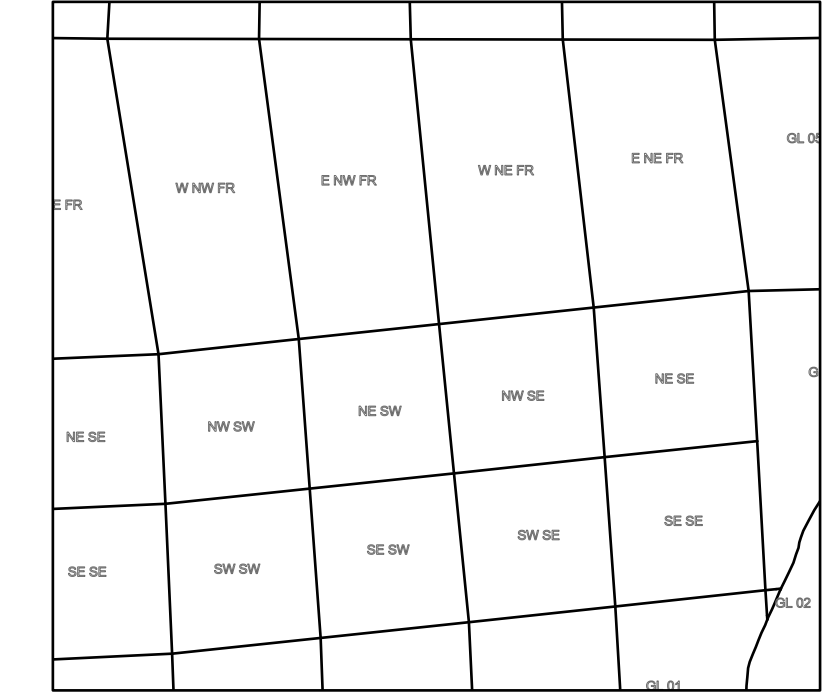 GL 05
E NE FR
W NE FR
E NW FR
W NW FR
E FR
G
NE SE
NW SE
NE SW
NW SW
NE SE
SE SE
SW SE
SE SW
SW SW
SE SE
GL 02
GL 01